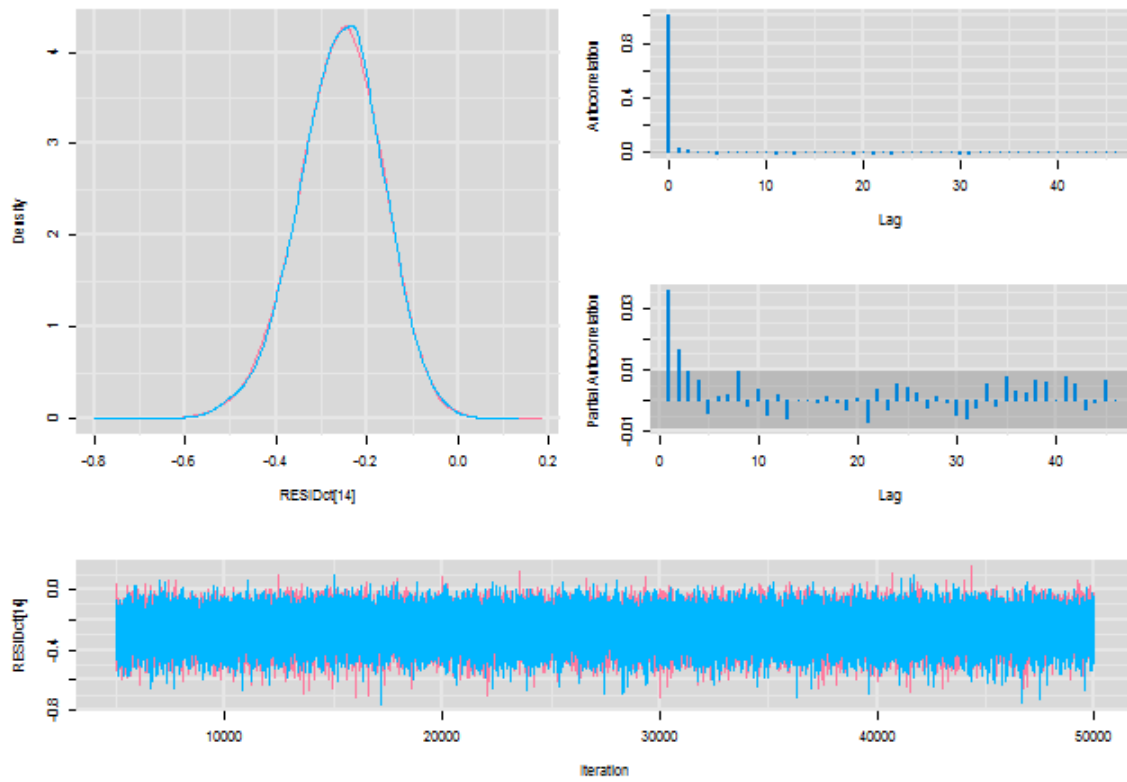 Density
4
3
2
1
0
-0.8 -0.6 -0.4 -0.2 0.0 0.2
RESIDct[14]
Autocorrelation
0.8
0.4
0.0
0 10 20 30 40
Lag
Partial Autocorrelation
0.03
0.01
-0.01
0 10 20 30 40
Lag
RESIDct[14]
0.0
-0.4
-0.8
10000 20000 30000 40000 50000
Iteration